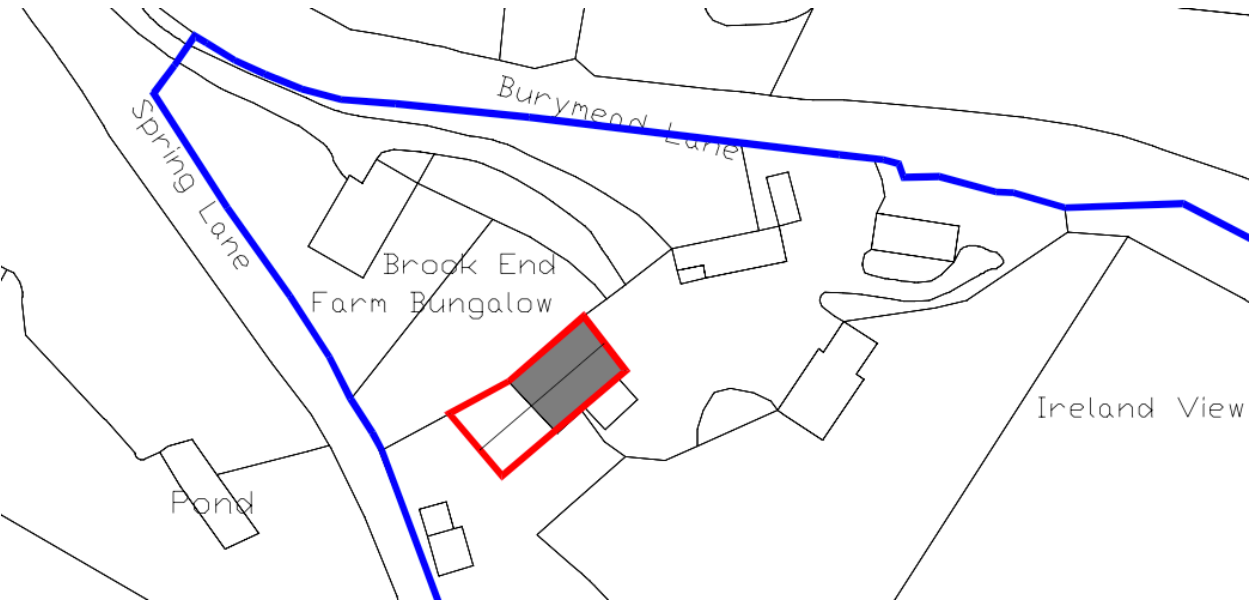 Burymead Lane
Spring Lane
Brook End
Farm Bungalow
Ireland View
Pond